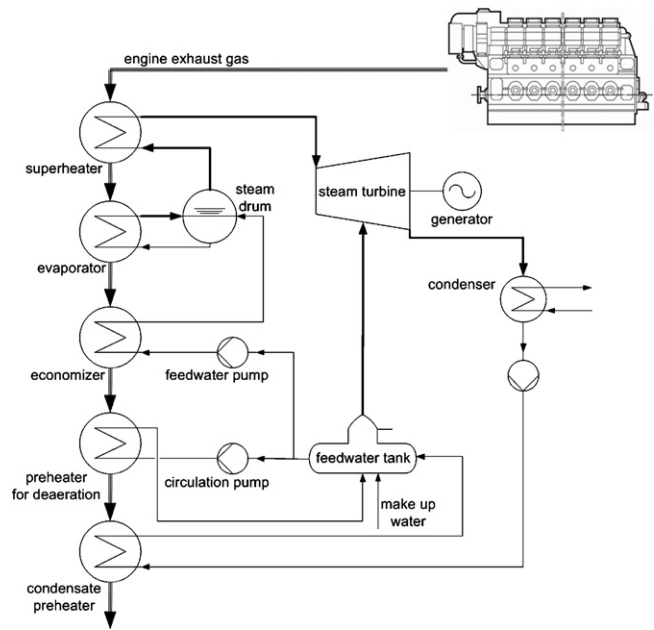 engine exhaust gas
superheater
steam
drum
steam turbine
generator
evaporator
condenser
economizer
feedwater pump
feedwater tank
preheater
for deaeration
circulation pump
make up
water
condensate
preheater